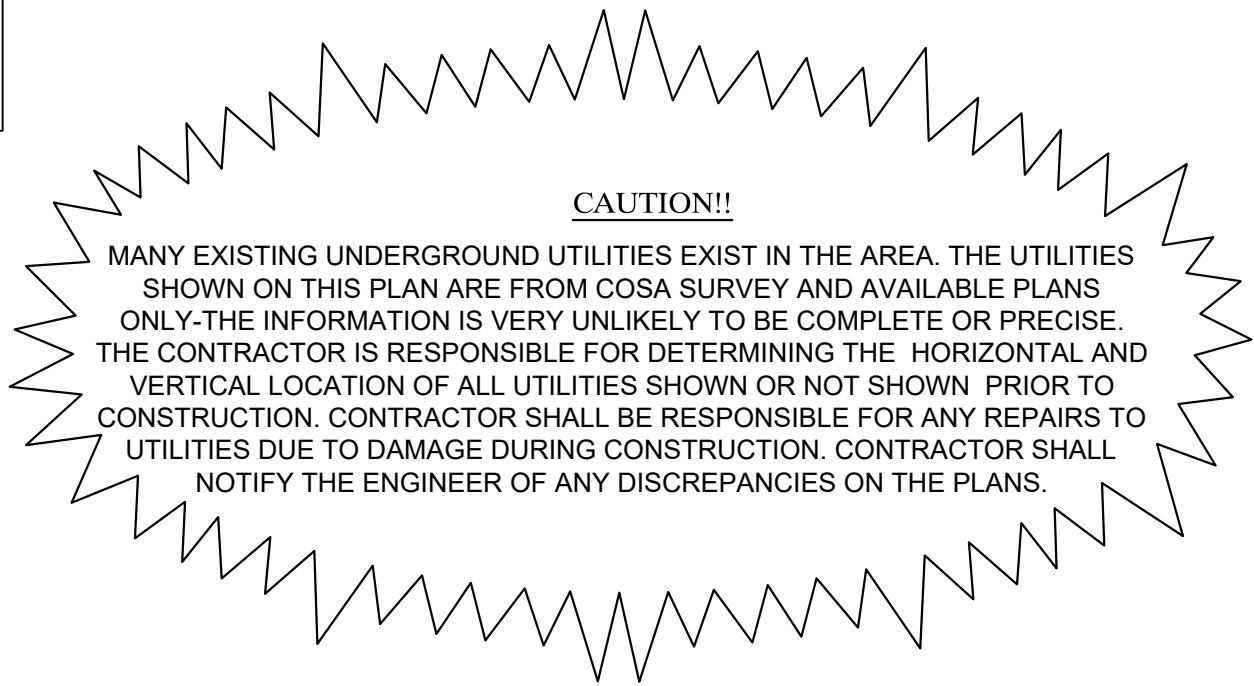 CAUTION!!
MANY EXISTING UNDERGROUND UTILITIES EXIST IN THE AREA. THE UTILITIES
SHOWN ON THIS PLAN ARE FROM COSA SURVEY AND AVAILABLE PLANS
ONLY-THE INFORMATION IS VERY UNLIKELY TO BE COMPLETE OR PRECISE.
THE CONTRACTOR IS RESPONSIBLE FOR DETERMINING THE HORIZONTAL AND
VERTICAL LOCATION OF ALL UTILITIES SHOWN OR NOT SHOWN PRIOR TO
CONSTRUCTION. CONTRACTOR SHALL BE RESPONSIBLE FOR ANY REPAIRS TO
UTILITIES DUE TO DAMAGE DURING CONSTRUCTION. CONTRACTOR SHALL
NOTIFY THE ENGINEER OF ANY DISCREPANCIES ON THE PLANS.